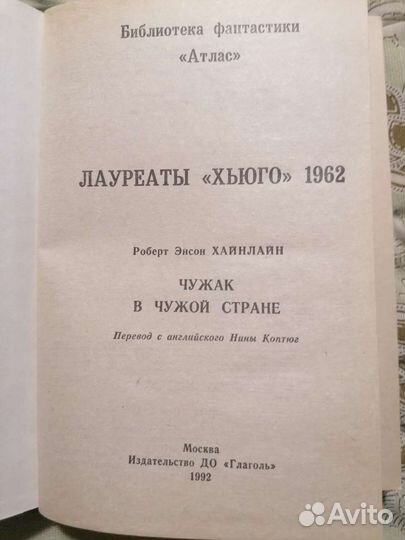 Библиотека фантастики
«Атлас»
ЛАУРЕАТЫ «ХЬЮГО» 1962
Роберт Энсон ХАЙНЛАЙН
ЧУЖАК
В ЧУЖОЙ СТРАНЕ
Перевод с английского Нины Коптюг
Москва
Издательство ДО «Глаголь»
1992
Avito